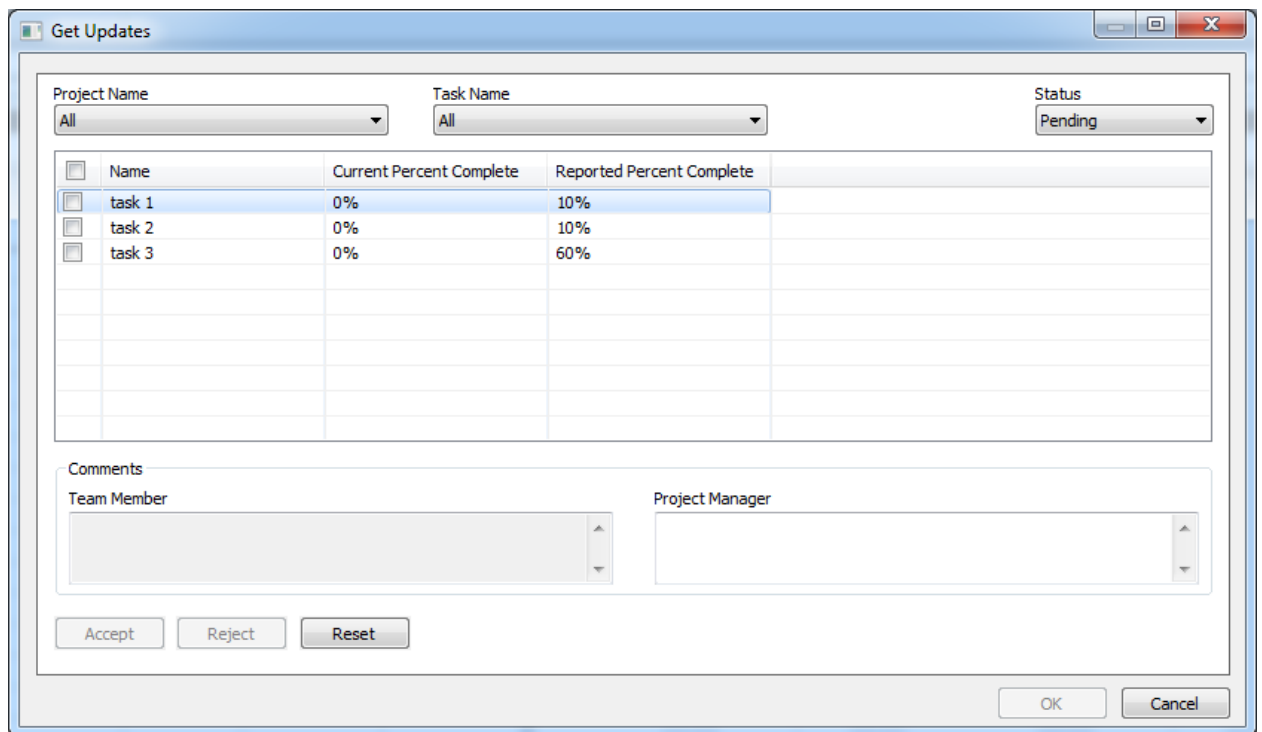 Get Updates
Project Name Task Name Status
All All Pending
Name Current Percent Complete Reported Percent Complete
task 1 0% 10%
task 2 0% 10%
task 3 0% 60%
Comments
Team Member Project Manager
Accept Reject Reset
OK Cancel